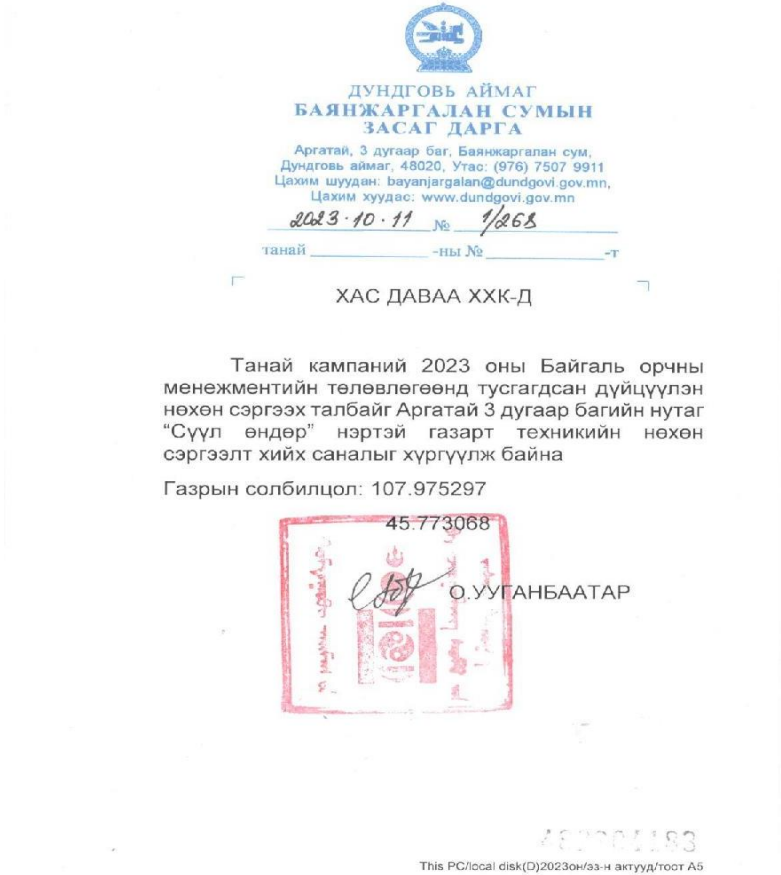 ДУНДГОВЬ АЙМАГ
БАЯНЖАРГАЛАН СУМЫН
ЗАСАГ ДАРГА
Аргатай, 3 дугаар баг, Баянжаргалан сум,
Дундговь аймаг, 48020, Утас: (976) 7507 9911
Цахим шуудан: bayanjargalan@dundgovi.gov.mn,
Цахим хуудас: www.dundgovi.gov.mn
2023.10.11 № 1/268
танай ____________ -ны № ____________ -т
ХАС ДАВАА ХХК-Д
Танай кампаний 2023 оны Байгаль орчны
менежментийн төлөвлөгөөнд тусгагдсан дүйцүүлэн
нөхөн сэргээх талбайг Аргатай 3 дугаар багийн нутаг
“Сүүл өндөр” нэртэй газарт техникийн нөхөн
сэргээлт хийх саналыг хүргүүлж байна
Газрын солбилцол: 107.975297
45.773068
О.УУГАНБААТАР
This PC/local disk(D)2023он/зз-н актууд/тост А5